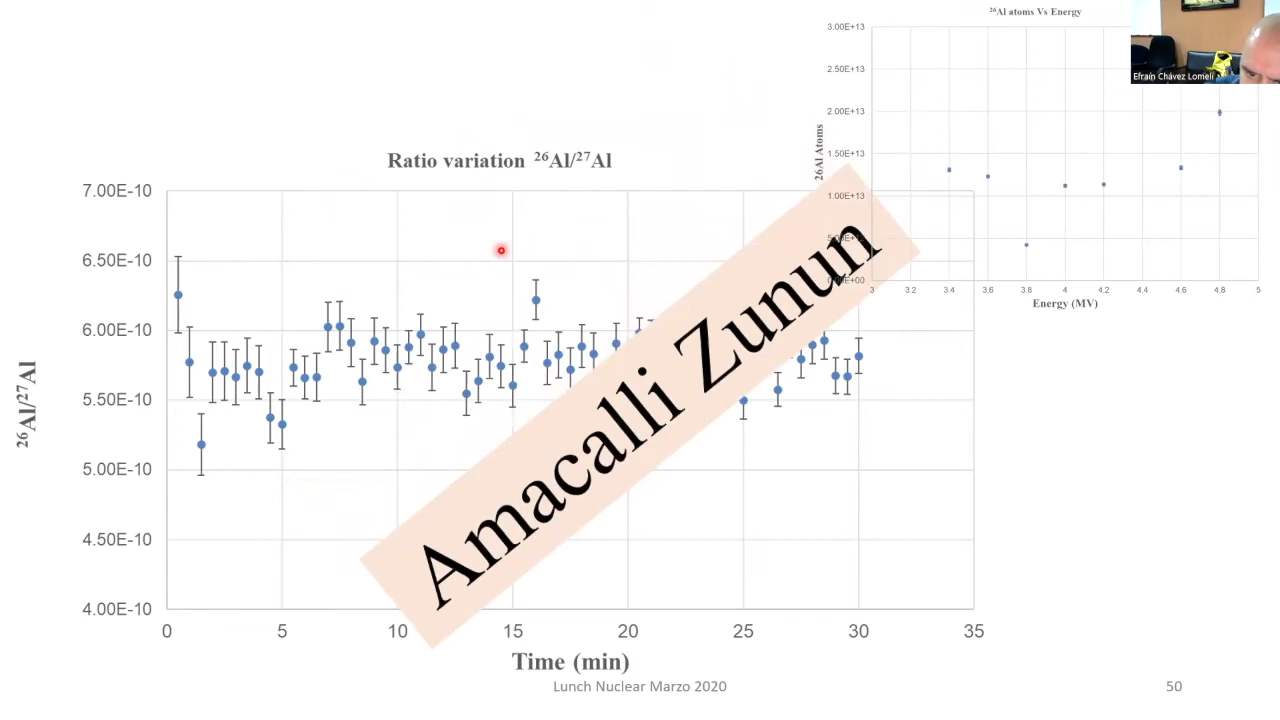 ²⁶Al atoms Vs Energy
3.00E+13
2.50E+13
2.00E+13
1.50E+13
1.00E+13
26Al Atoms
3 3.2 3.4 3.6 3.8 4 4.2 4.4 4.6 4.8 5
Energy (MV)
Efraín Chávez Lomelí
Ratio variation ²⁶Al/²⁷Al
7.00E-10
6.50E-10
6.00E-10
5.50E-10
5.00E-10
4.50E-10
4.00E-10
²⁶Al/²⁷Al
0 5 10 15 20 25 30 35
Time (min)
Amacalli Zunun
Lunch Nuclear Marzo 2020
50